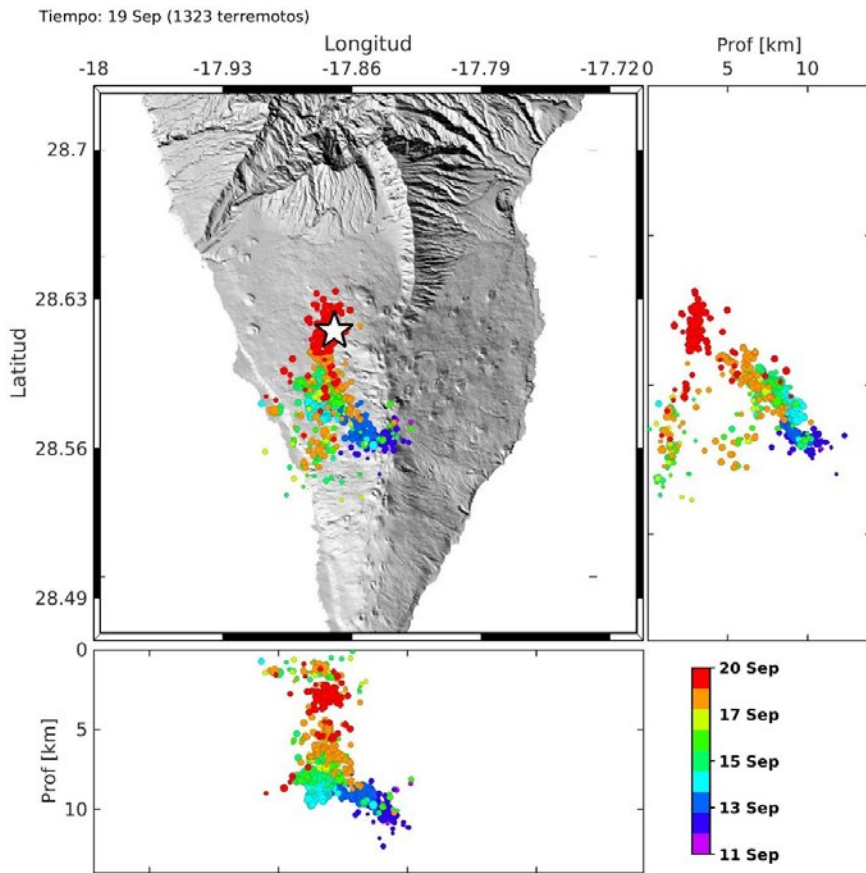 Tiempo: 19 Sep (1323 terremotos)
Longitud
-18 -17.93 -17.86 -17.79 -17.72
Prof [km]
0 5 10
Latitud
28.7
28.63
28.56
28.49
Prof [km]
0
5
10
20 Sep
17 Sep
15 Sep
13 Sep
11 Sep